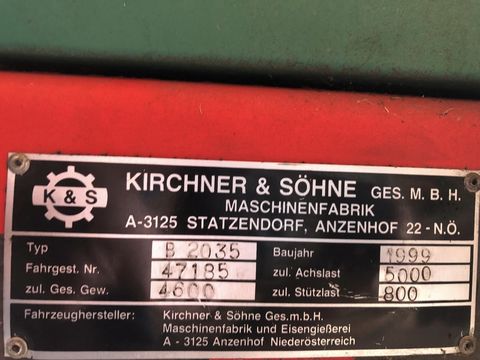 K & S
KIRCHNER & SÖHNE GES. M. B. H.
MASCHINENFABRIK
A-3125 STATZENDORF, ANZENHOF 22 - N.Ö.
Typ B 2035 Baujahr 1999
Fahrgest. Nr. 47185 zul. Achslast 5000
zul. Ges. Gew. 4600 zul. Stützlast 800
Fahrzeughersteller: Kirchner & Söhne Ges.m.b.H
Maschinenfabrik und Eisengießerei
A - 3125 Anzenhof Niederösterreich